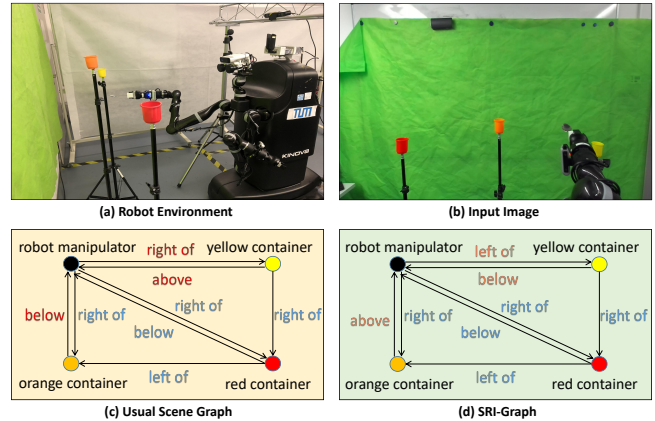 TUM
KINOVA
(a) Robot Environment
(b) Input Image
robot manipulator
right of
yellow container
above
below
right of
right of
below
right of
left of
orange container
red container
(c) Usual Scene Graph
robot manipulator
left of
yellow container
below
above
right of
right of
below
right of
left of
orange container
red container
(d) SRI-Graph